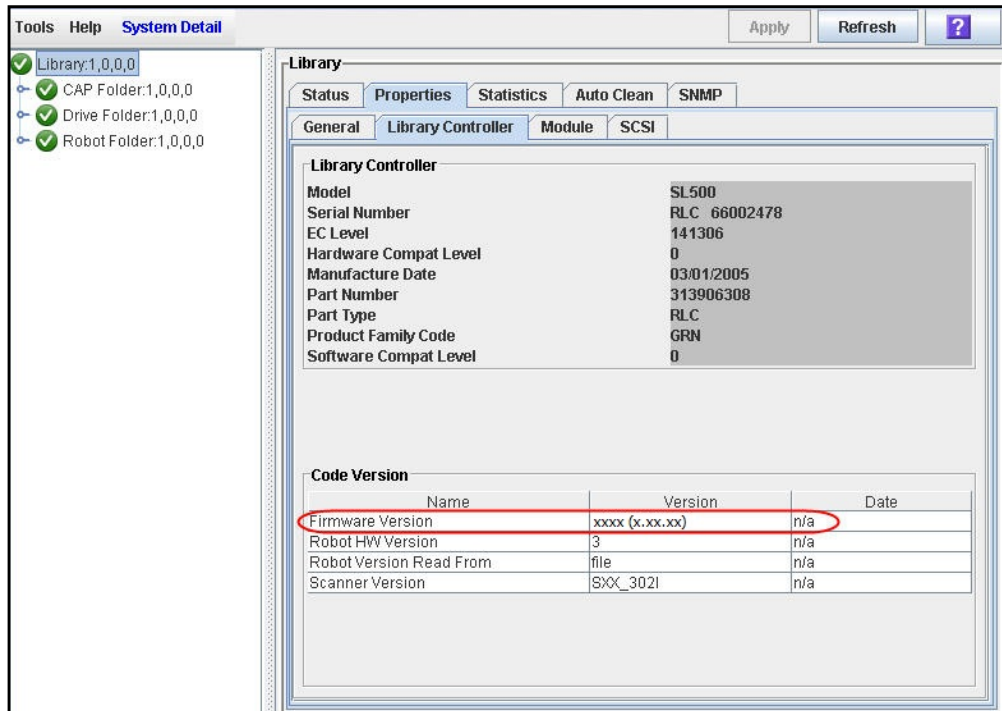 Tools Help System Detail Apply Refresh ?
Library:1,0,0,0
CAP Folder:1,0,0,0
Drive Folder:1,0,0,0
Robot Folder:1,0,0,0
Library
Status Properties Statistics Auto Clean SNMP
General Library Controller Module SCSI
Library Controller
Model SL500
Serial Number RLC 66002478
EC Level 141306
Hardware Compat Level 0
Manufacture Date 03/01/2005
Part Number 313906308
Part Type RLC
Product Family Code GRN
Software Compat Level 0
Code Version
Name Version Date
Firmware Version xxxx (x.xx.xx) n/a
Robot HW Version 3 n/a
Robot Version Read From file n/a
Scanner Version SXX_302I n/a